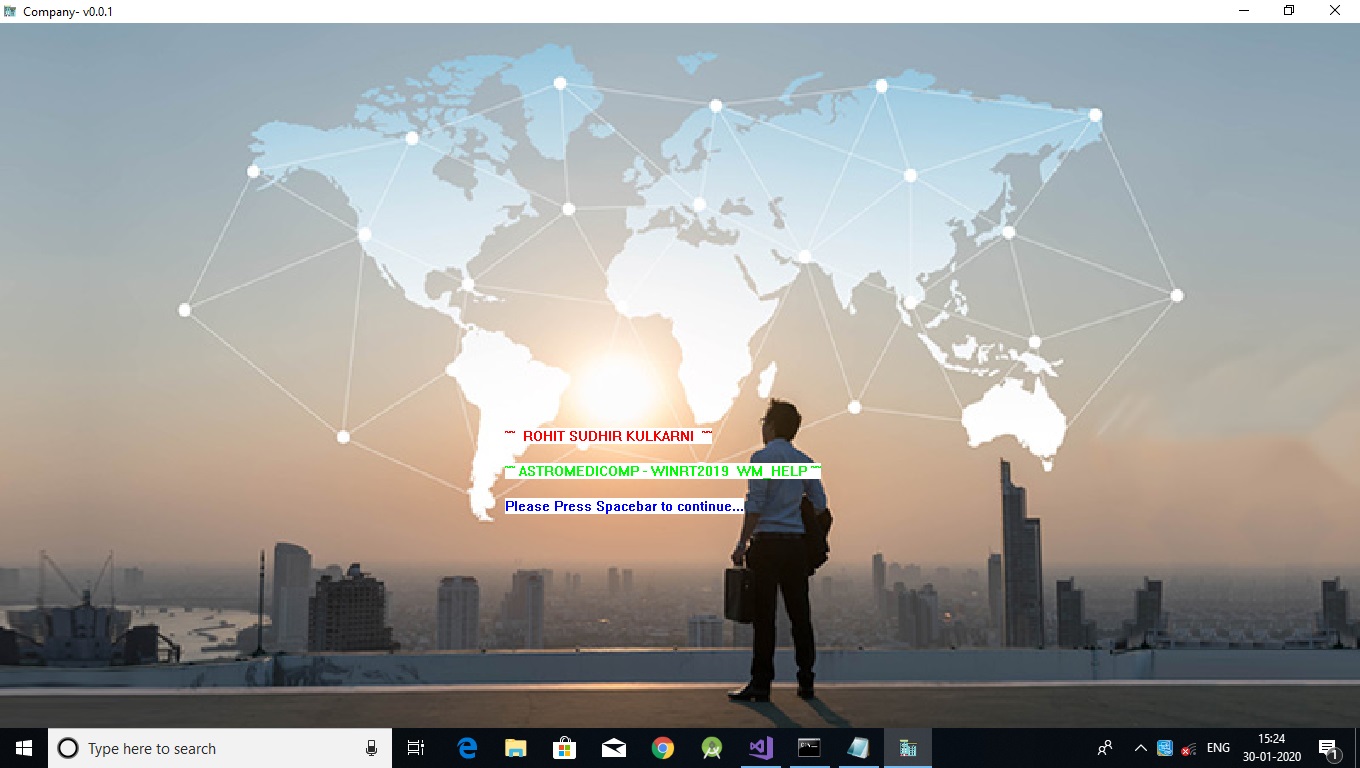 Company- v0.0.1
~~ ROHIT SUDHIR KULKARNI ~~
~~ ASTROMEDICOMP - WINRT2019 WM_HELP ~~
Please Press Spacebar to continue...
Type here to search
ENG
15:24
30-01-2020
1